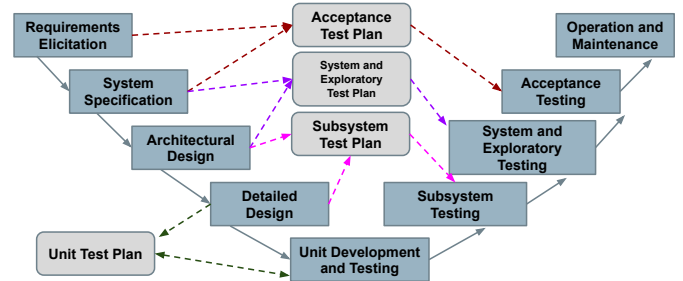 Requirements
Elicitation
Acceptance
Test Plan
Operation and
Maintenance
System
Specification
System and
Exploratory
Test Plan
Acceptance
Testing
Architectural
Design
Subsystem
Test Plan
System and
Exploratory
Testing
Detailed
Design
Subsystem
Testing
Unit Test Plan
Unit Development
and Testing